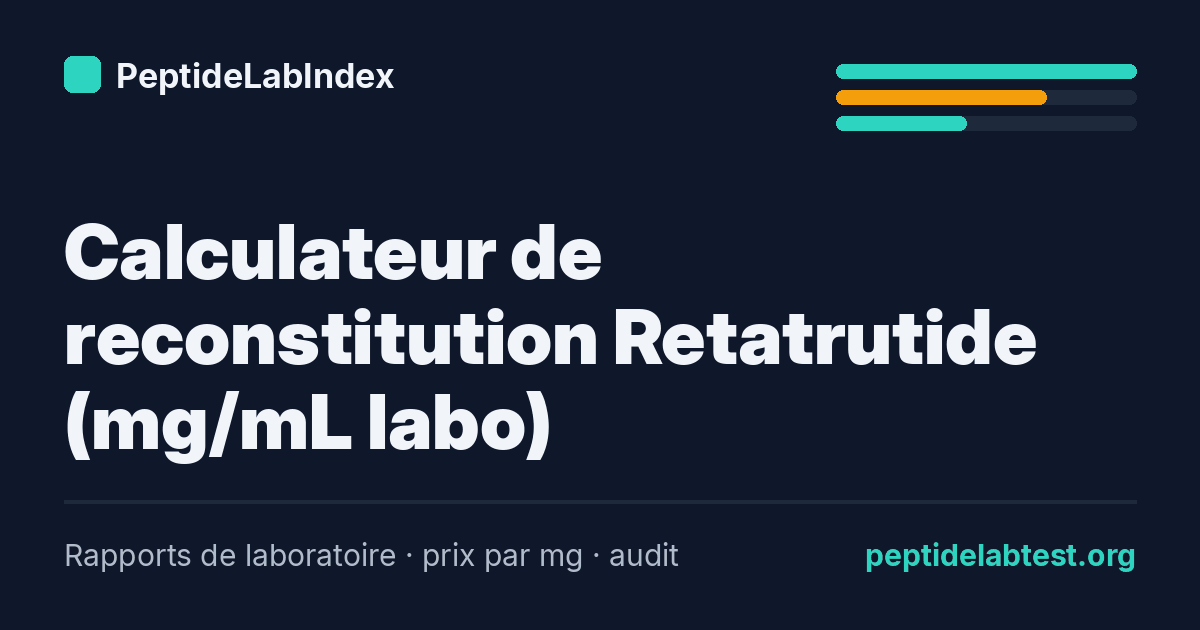 PeptideLabIndex
Calculateur de
reconstitution Retatrutide
(mg/mL labo)
Rapports de laboratoire · prix par mg · audit
peptidelabtest.org